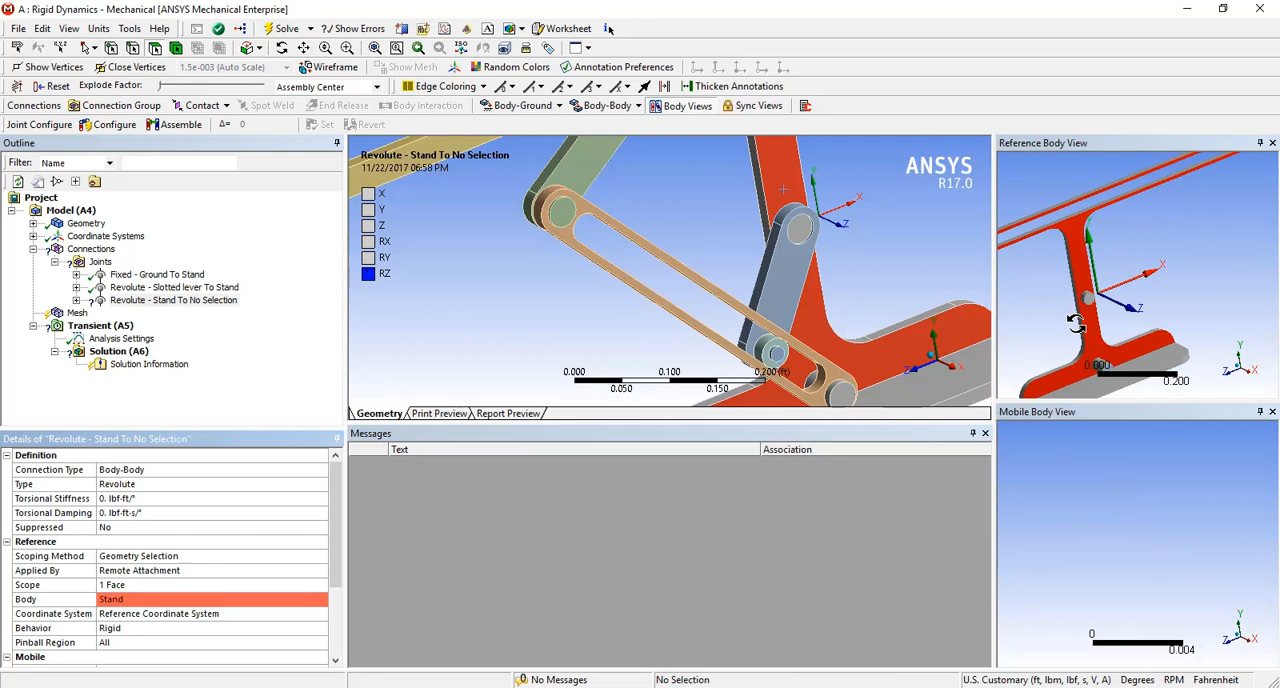 A : Rigid Dynamics - Mechanical [ANSYS Mechanical Enterprise]
File Edit View Units Tools Help Solve ?/ Show Errors Worksheet
Show Vertices Close Vertices 1.5e-003 (Auto Scale) Wireframe Show Mesh Random Colors Annotation Preferences
Reset Explode Factor: Assembly Center Edge Coloring Thicken Annotations
Connections Connection Group Contact Spot Weld End Release Body Interaction Body-Ground Body-Body Body Views Sync Views
Joint Configure Configure Assemble Δ= 0 Set Revert
Outline
Filter: Name
Project
Model (A4)
Geometry
Coordinate Systems
Connections
Joints
Fixed - Ground To Stand
Revolute - Slotted lever To Stand
Revolute - Stand To No Selection
Mesh
Transient (A5)
Analysis Settings
Solution (A6)
Solution Information
Details of "Revolute - Stand To No Selection"
Definition
Connection Type Body-Body
Type Revolute
Torsional Stiffness 0. lbf·ft/°
Torsional Damping 0. lbf·ft·s/°
Suppressed No
Reference
Scoping Method Geometry Selection
Applied By Remote Attachment
Scope 1 Face
Body Stand
Coordinate System Reference Coordinate System
Behavior Rigid
Pinball Region All
Mobile
Revolute - Stand To No Selection
11/22/2017 06:58 PM
X
Y
Z
RX
RY
RZ
ANSYS
R17.0
Y
X
Z
0.000 0.100 0.200 (ft)
0.050 0.150
Y
Z X
Geometry Print Preview Report Preview
Messages
Text Association
Reference Body View
X
Z
0.000
0.200
Y
Z X
Mobile Body View
Y
0
0.004
Z X
No Messages No Selection U.S. Customary (ft, lbm, lbf, s, V, A) Degrees RPM Fahrenheit